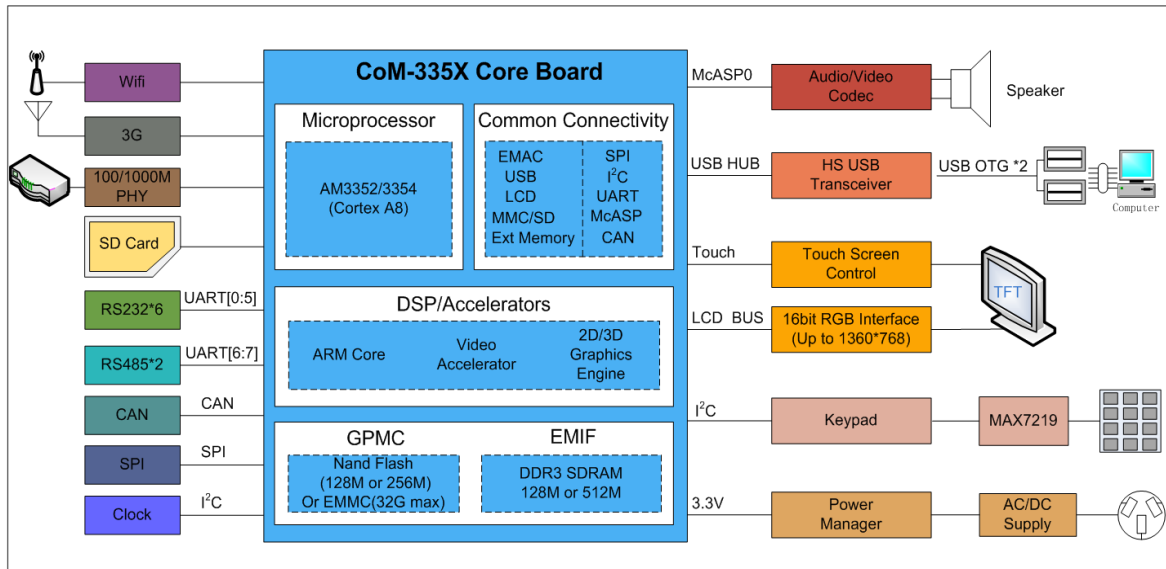 CoM-335X Core Board
Wifi
3G
100/1000M
PHY
SD Card
RS232*6
UART[0:5]
RS485*2
UART[6:7]
CAN
CAN
SPI
SPI
Clock
I²C
Microprocessor
AM3352/3354
(Cortex A8)
Common Connectivity
EMAC
USB
LCD
MMC/SD
Ext Memory
SPI
I²C
UART
McASP
CAN
DSP/Accelerators
ARM Core
Video
Accelerator
2D/3D
Graphics
Engine
GPMC
Nand Flash
(128M or 256M)
Or EMMC(32G max)
EMIF
DDR3 SDRAM
128M or 512M
McASP0
Audio/Video
Codec
Speaker
USB HUB
HS USB
Transceiver
USB OTG *2
Computer
Touch
Touch Screen
Control
TFT
LCD BUS
16bit RGB Interface
(Up to 1360*768)
I²C
Keypad
MAX7219
3.3V
Power
Manager
AC/DC
Supply